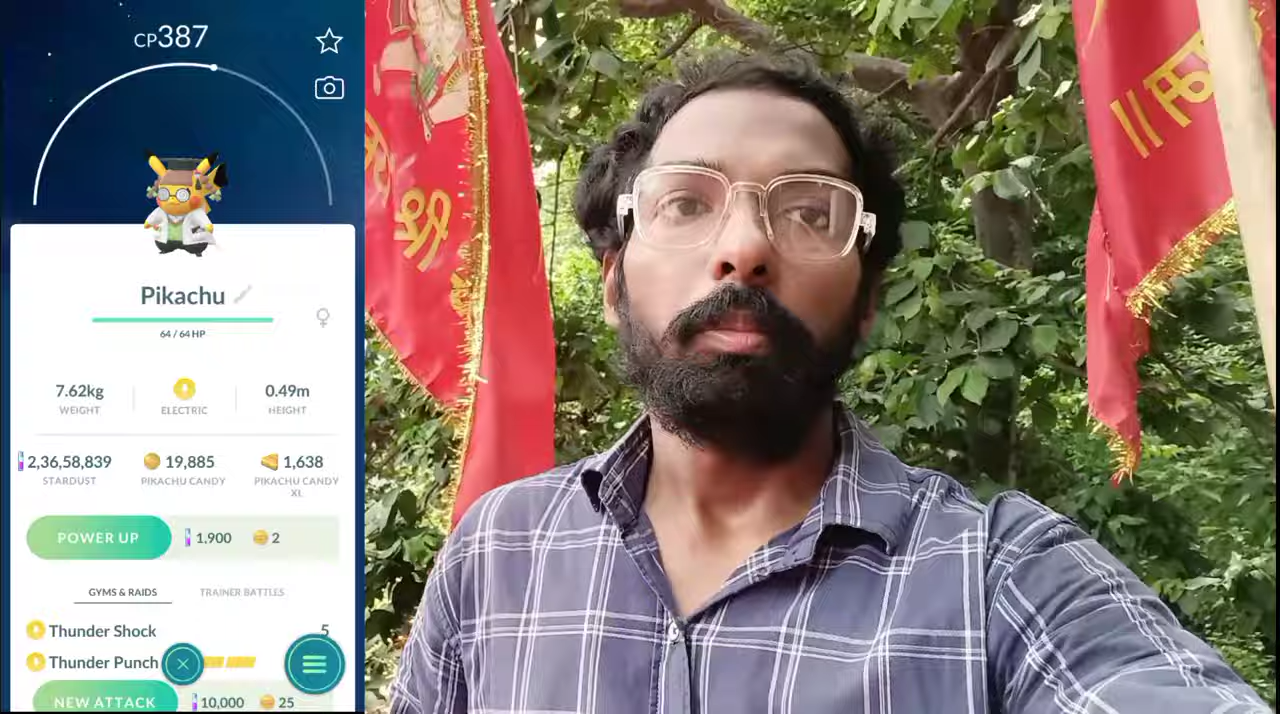 CP387
Pikachu
64 / 64 HP
7.62kg
WEIGHT
ELECTRIC
0.49m
HEIGHT
2,36,58,839
STARDUST
19,885
PIKACHU CANDY
1,638
PIKACHU CANDY XL
POWER UP
1,900
2
GYMS & RAIDS
TRAINER BATTLES
Thunder Shock
5
Thunder Punch
NEW ATTACK
10,000
25
श्री
॥